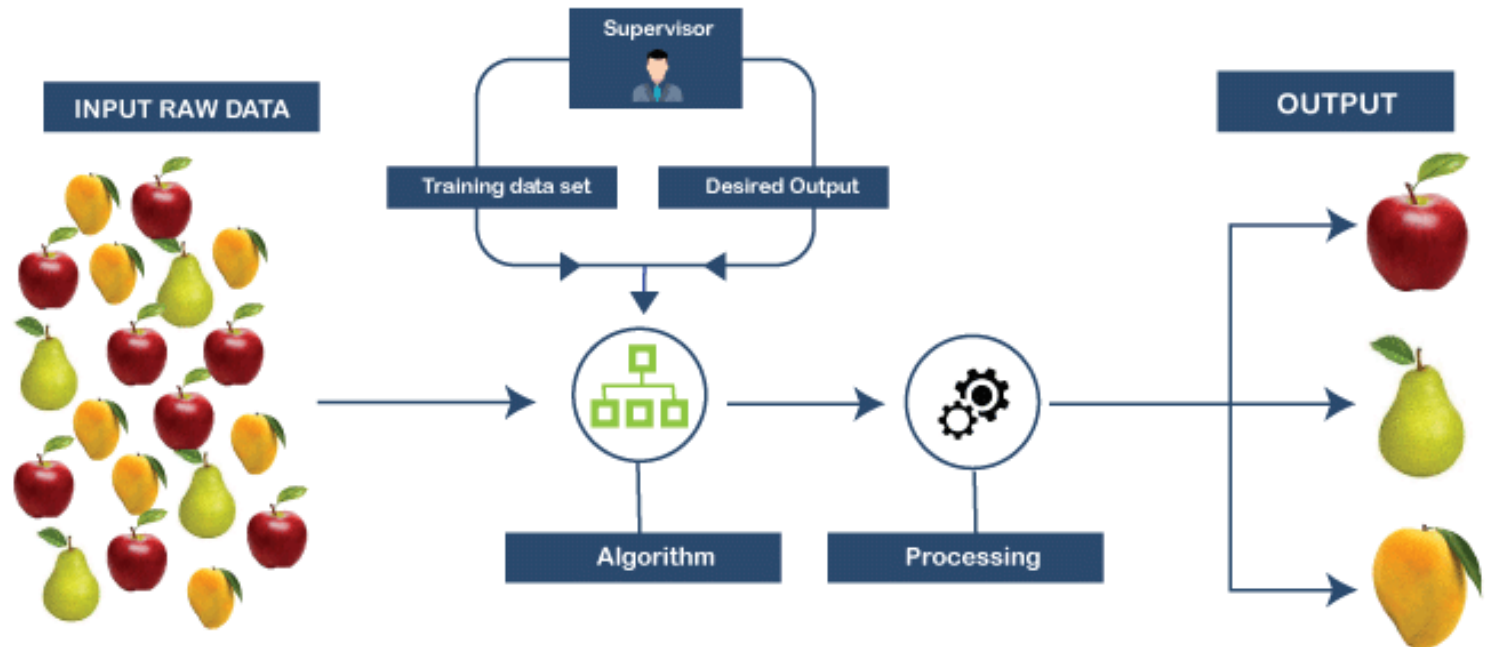 Supervisor
INPUT RAW DATA
OUTPUT
Training data set
Desired Output
Algorithm
Processing